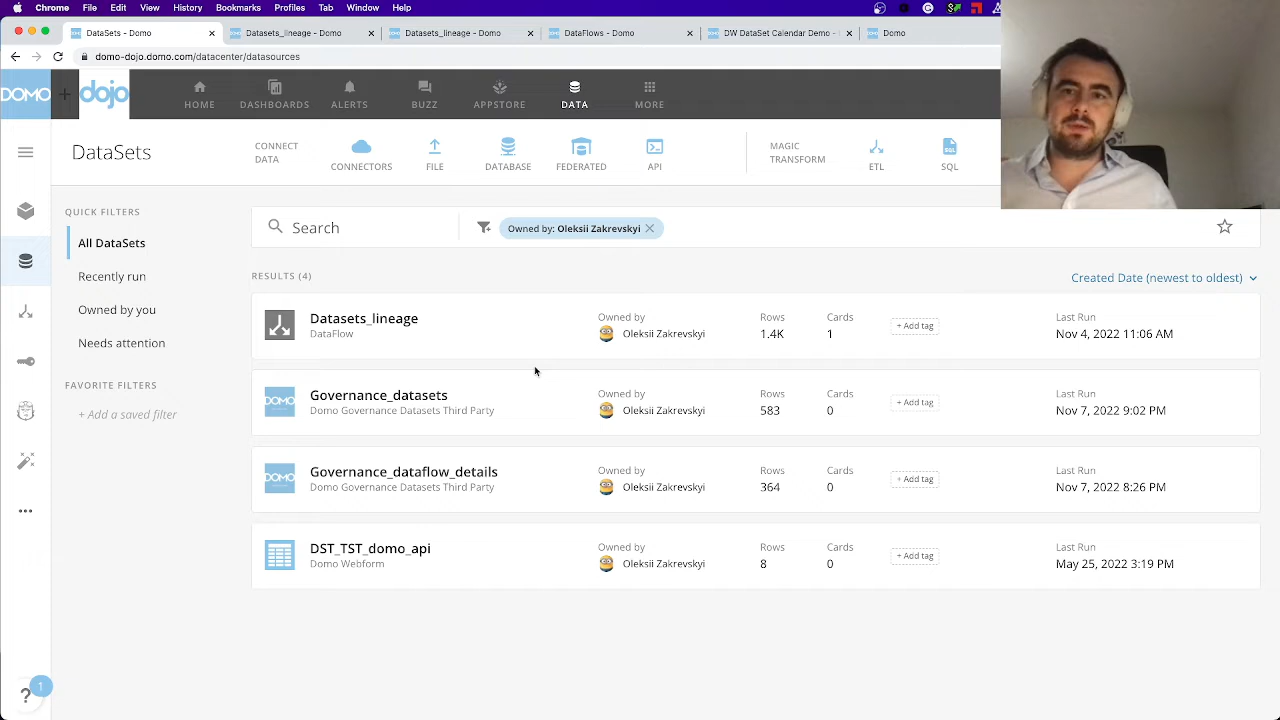 Chrome File Edit View History Bookmarks Profiles Tab Window Help
DataSets - Domo
Datasets_lineage - Domo
Datasets_lineage - Domo
DataFlows - Domo
DW DataSet Calendar Demo -
Domo
domo-dojo.domo.com/datacenter/datasources
DOMO
dojo
HOME DASHBOARDS ALERTS BUZZ APPSTORE DATA MORE
DataSets
CONNECT DATA
CONNECTORS FILE DATABASE FEDERATED API
MAGIC TRANSFORM
ETL SQL
SQL
QUICK FILTERS
All DataSets
Recently run
Owned by you
Needs attention
FAVORITE FILTERS
+ Add a saved filter
Search
Owned by: Oleksii Zakrevskyi
RESULTS (4)
Created Date (newest to oldest)
Datasets_lineage
DataFlow
Owned by
Oleksii Zakrevskyi
Rows
1.4K
Cards
1
+ Add tag
Last Run
Nov 4, 2022 11:06 AM
DOMO
Governance_datasets
Domo Governance Datasets Third Party
Owned by
Oleksii Zakrevskyi
Rows
583
Cards
0
+ Add tag
Last Run
Nov 7, 2022 9:02 PM
DOMO
Governance_dataflow_details
Domo Governance Datasets Third Party
Owned by
Oleksii Zakrevskyi
Rows
364
Cards
0
+ Add tag
Last Run
Nov 7, 2022 8:26 PM
DST_TST_domo_api
Domo Webform
Owned by
Oleksii Zakrevskyi
Rows
8
Cards
0
+ Add tag
Last Run
May 25, 2022 3:19 PM
?
1